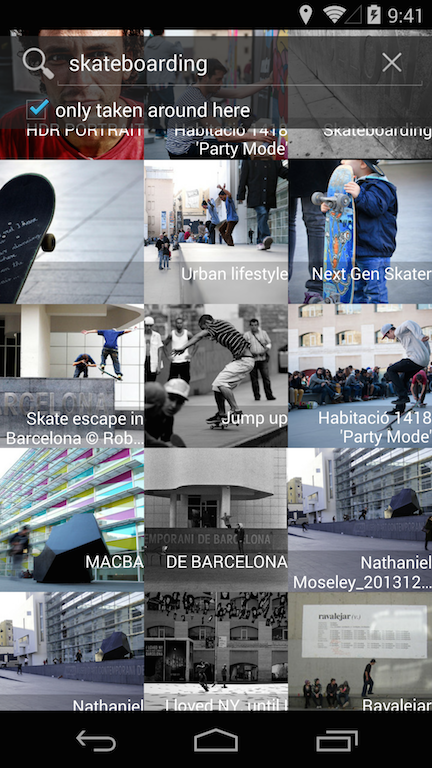 9:41
skateboarding
only taken around here
HDR PORTRAIT
Habitació 1418
'Party Mode'
Skateboarding
Urban lifestyle
Next Gen Skater
Skate escape in
Barcelona © Rob...
Jump up
Habitació 1418
'Party Mode'
MACBA
DE BARCELONA
Nathaniel
Moseley_201312...
Nathaniel
I loved NY, until I
ravalejar
Ravalejar